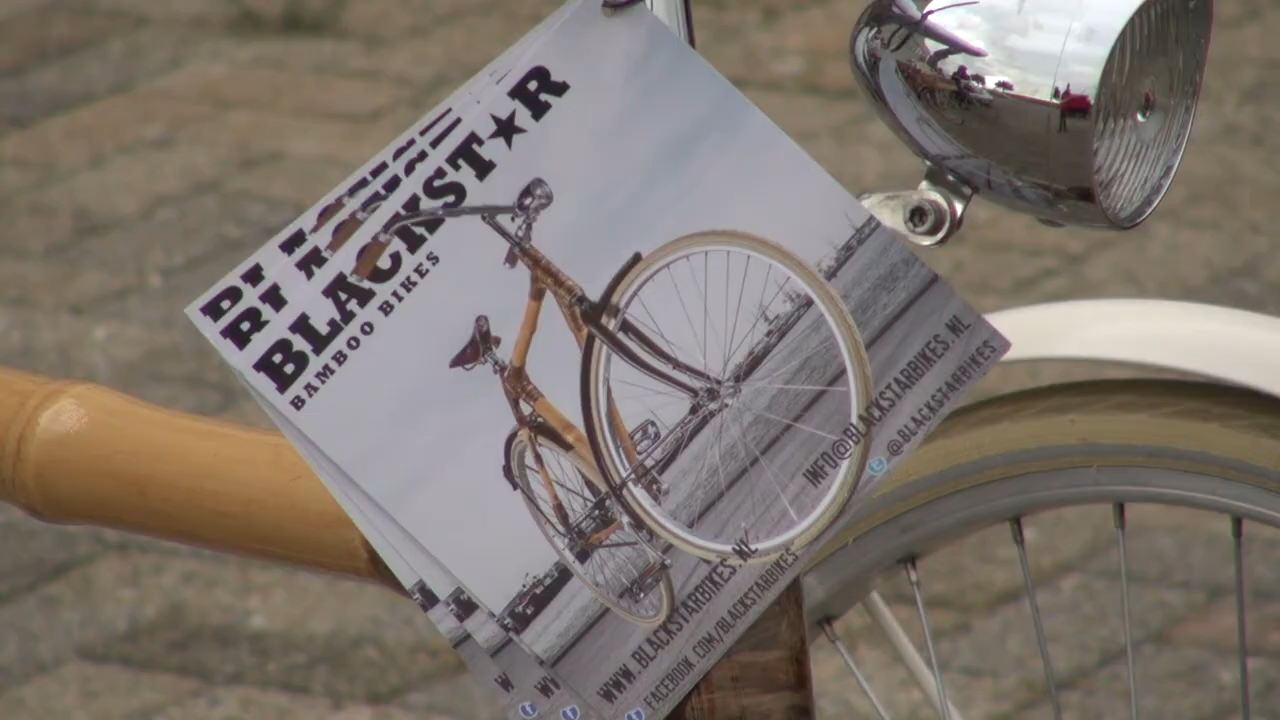 BLACKST★R
BAMBOO BIKES
INFO@BLACKSTARBIKES.NL
@BLACKSTARBIKES
WWW.BLACKSTARBIKES.NL
FACEBOOK.COM/BLACKSTARBIKES